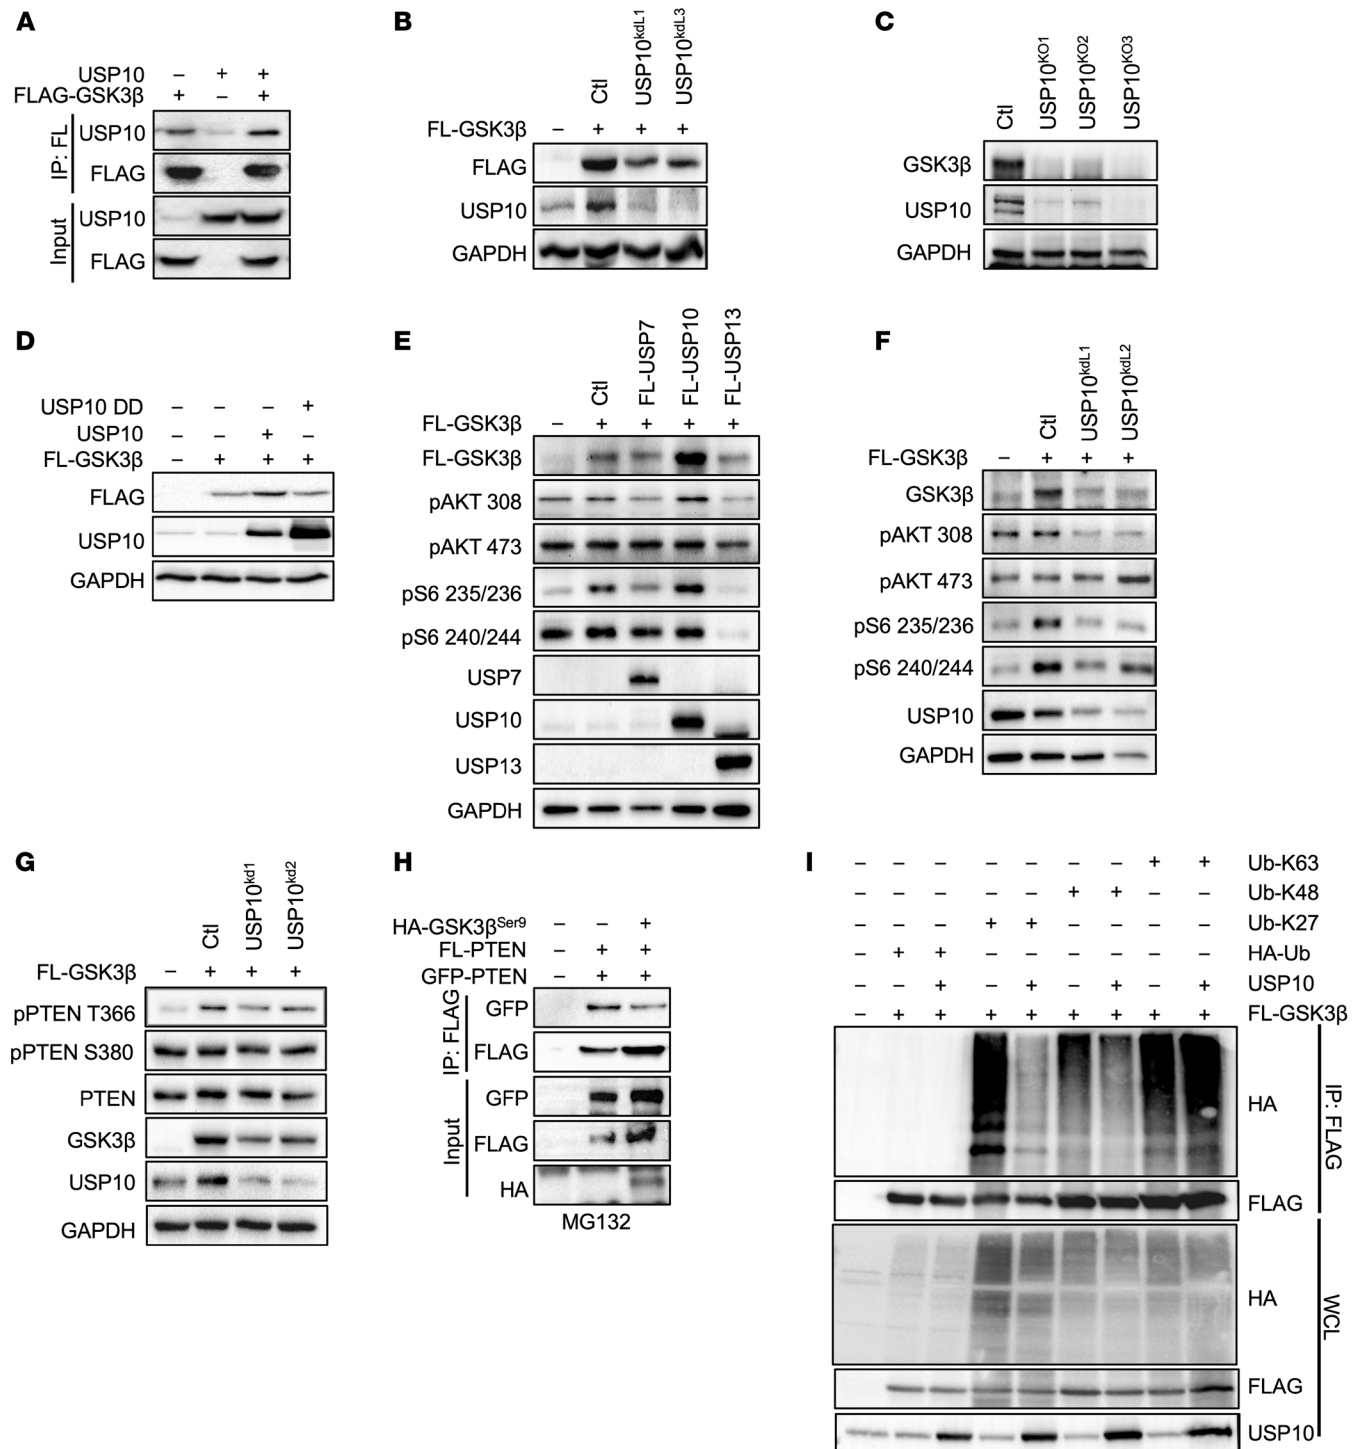 A
USP10 – + +
FLAG-GSK3β + – +
IP: FL
USP10
FLAG
Input
USP10
FLAG
B
Ctl USP10kdL1 USP10kdL3
FL-GSK3β – + + +
FLAG
USP10
GAPDH
C
Ctl USP10KO1 USP10KO2 USP10KO3
GSK3β
USP10
GAPDH
D
USP10 DD – – – +
USP10 – – + –
FL-GSK3β – + + +
FLAG
USP10
GAPDH
E
Ctl FL-USP7 FL-USP10 FL-USP13
FL-GSK3β – + + + +
FL-GSK3β
pAKT 308
pAKT 473
pS6 235/236
pS6 240/244
USP7
USP10
USP13
GAPDH
F
Ctl USP10kdL1 USP10kdL2
FL-GSK3β – + + +
GSK3β
pAKT 308
pAKT 473
pS6 235/236
pS6 240/244
USP10
GAPDH
G
Ctl USP10kd1 USP10kd2
FL-GSK3β – + + +
pPTEN T366
pPTEN S380
PTEN
GSK3β
USP10
GAPDH
H
HA-GSK3βSer9 – – +
FL-PTEN – + +
GFP-PTEN – + +
IP: FLAG
GFP
FLAG
Input
GFP
FLAG
HA
MG132
I
– – – – – – – + + Ub-K63
– – – – – + + – – Ub-K48
– – – + + – – – – Ub-K27
– + + – – – – – – HA-Ub
– – + – + – + – + USP10
– + + + + + + + + FL-GSK3β
HA
FLAG
IP: FLAG
HA
FLAG
USP10
WCL